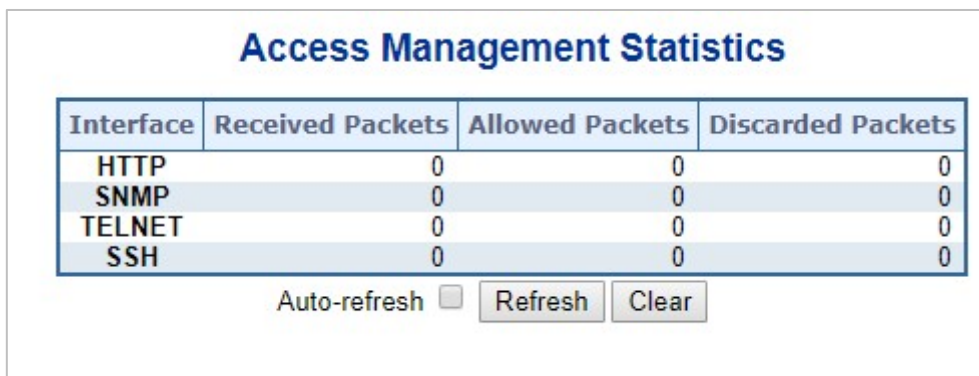 Access Management Statistics
Interface Received Packets Allowed Packets Discarded Packets
HTTP 0 0 0
SNMP 0 0 0
TELNET 0 0 0
SSH 0 0 0
Auto-refresh Refresh Clear